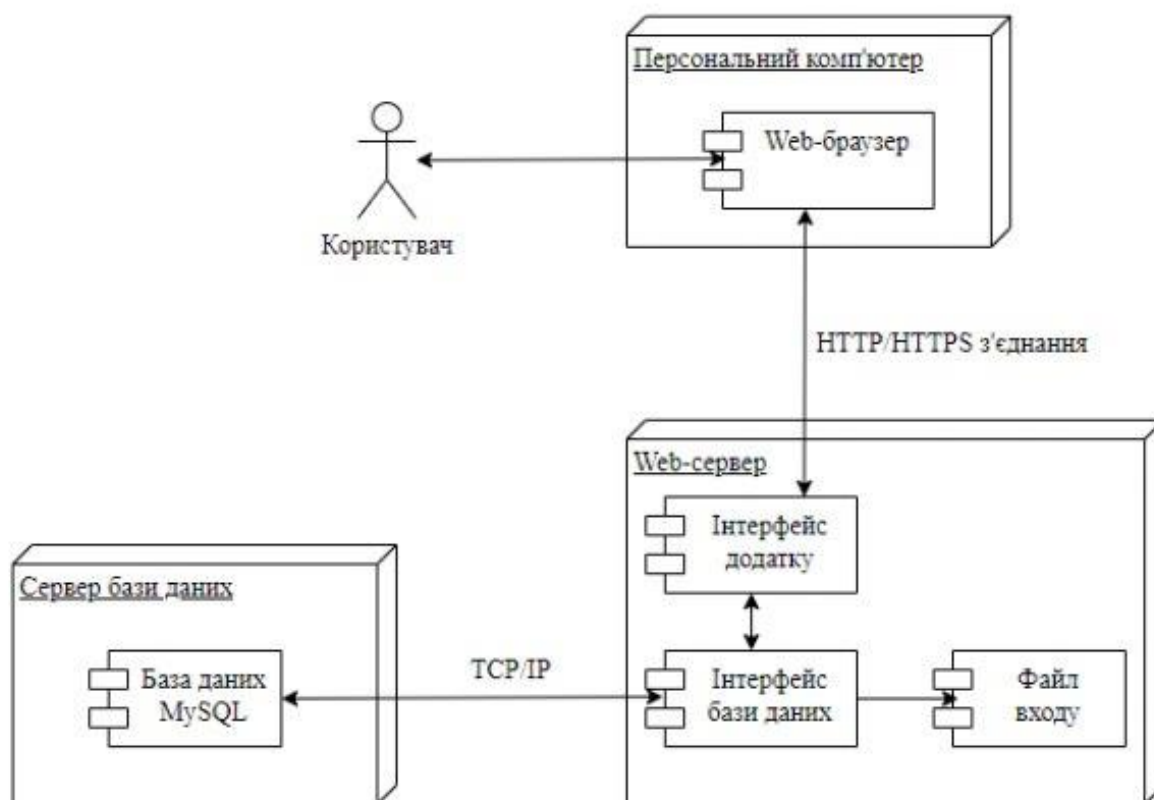 Персональний комп'ютер
Web-браузер
Користувач
HTTP/HTTPS з'єднання
Web-сервер
Інтерфейс
додатку
Сервер бази даних
База даних
MySQL
TCP/IP
Інтерфейс
бази даних
Файл
входу